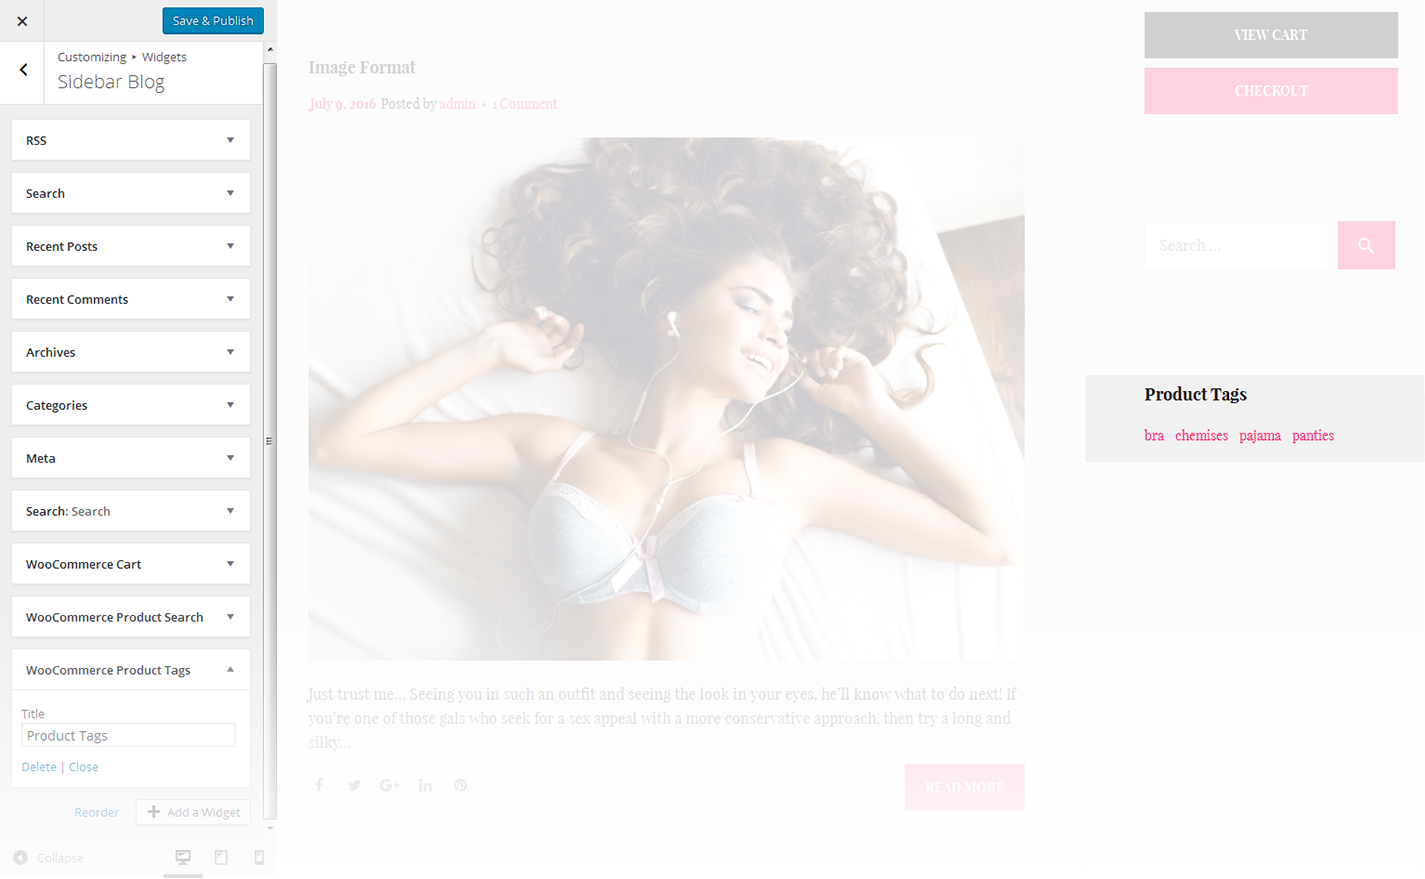 Save & Publish
Customizing ▸ Widgets
Sidebar Blog
RSS
Search
Recent Posts
Recent Comments
Archives
Categories
Meta
Search: Search
WooCommerce Cart
WooCommerce Product Search
WooCommerce Product Tags
Title
Product Tags
Delete | Close
Reorder
Add a Widget
Collapse
Image Format
July 9, 2016 Posted by admin • 1 Comment
Just trust me... Seeing you in such an outfit and seeing the look in your eyes, he'll know what to do next! If
you're one of those gals who seek for a sex appeal with a more conservative approach, then try a long and
silky...
READ MORE
VIEW CART
CHECKOUT
Search ...
Product Tags
bra chemises pajama panties